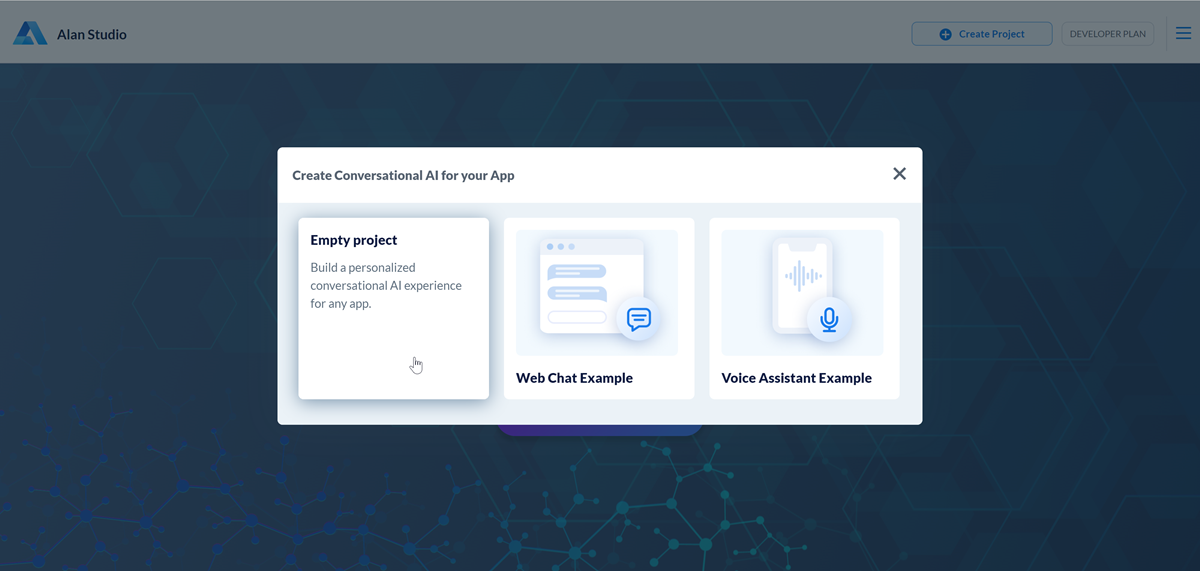 Alan Studio
Create Project
DEVELOPER PLAN
Create Conversational AI for your App
Empty project
Build a personalized
conversational AI experience
for any app.
Web Chat Example
Voice Assistant Example